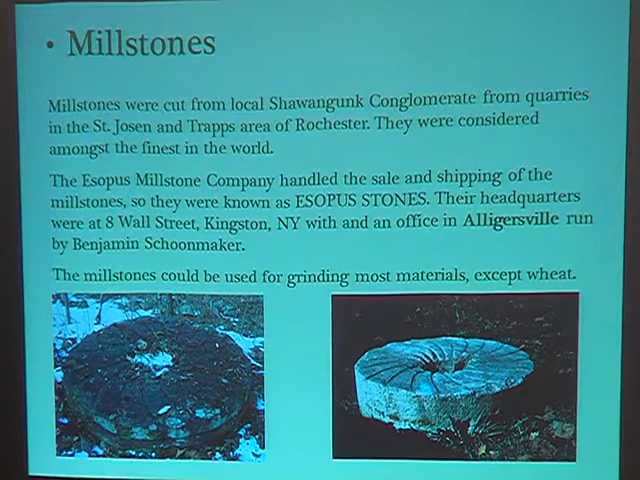 • Millstones
Millstones were cut from local Shawangunk Conglomerate from quarries
in the St. Josen and Trapps area of Rochester. They were considered
amongst the finest in the world.
The Esopus Millstone Company handled the sale and shipping of the
millstones, so they were known as ESOPUS STONES. Their headquarters
were at 8 Wall Street, Kingston, NY with and an office in Alligersville run
by Benjamin Schoonmaker.
The millstones could be used for grinding most materials, except wheat.